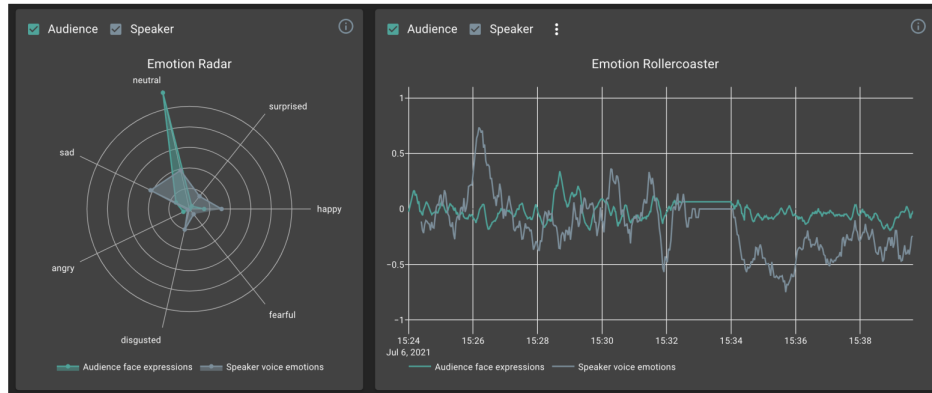 Audience Speaker
Emotion Radar
neutral
surprised
sad
happy
angry
fearful
disgusted
Audience face expressions Speaker voice emotions
Audience Speaker
Emotion Rollercoaster
1
0.5
0
−0.5
−1
15:24 15:26 15:28 15:30 15:32 15:34 15:36 15:38
Jul 6, 2021
Audience face expressions Speaker voice emotions